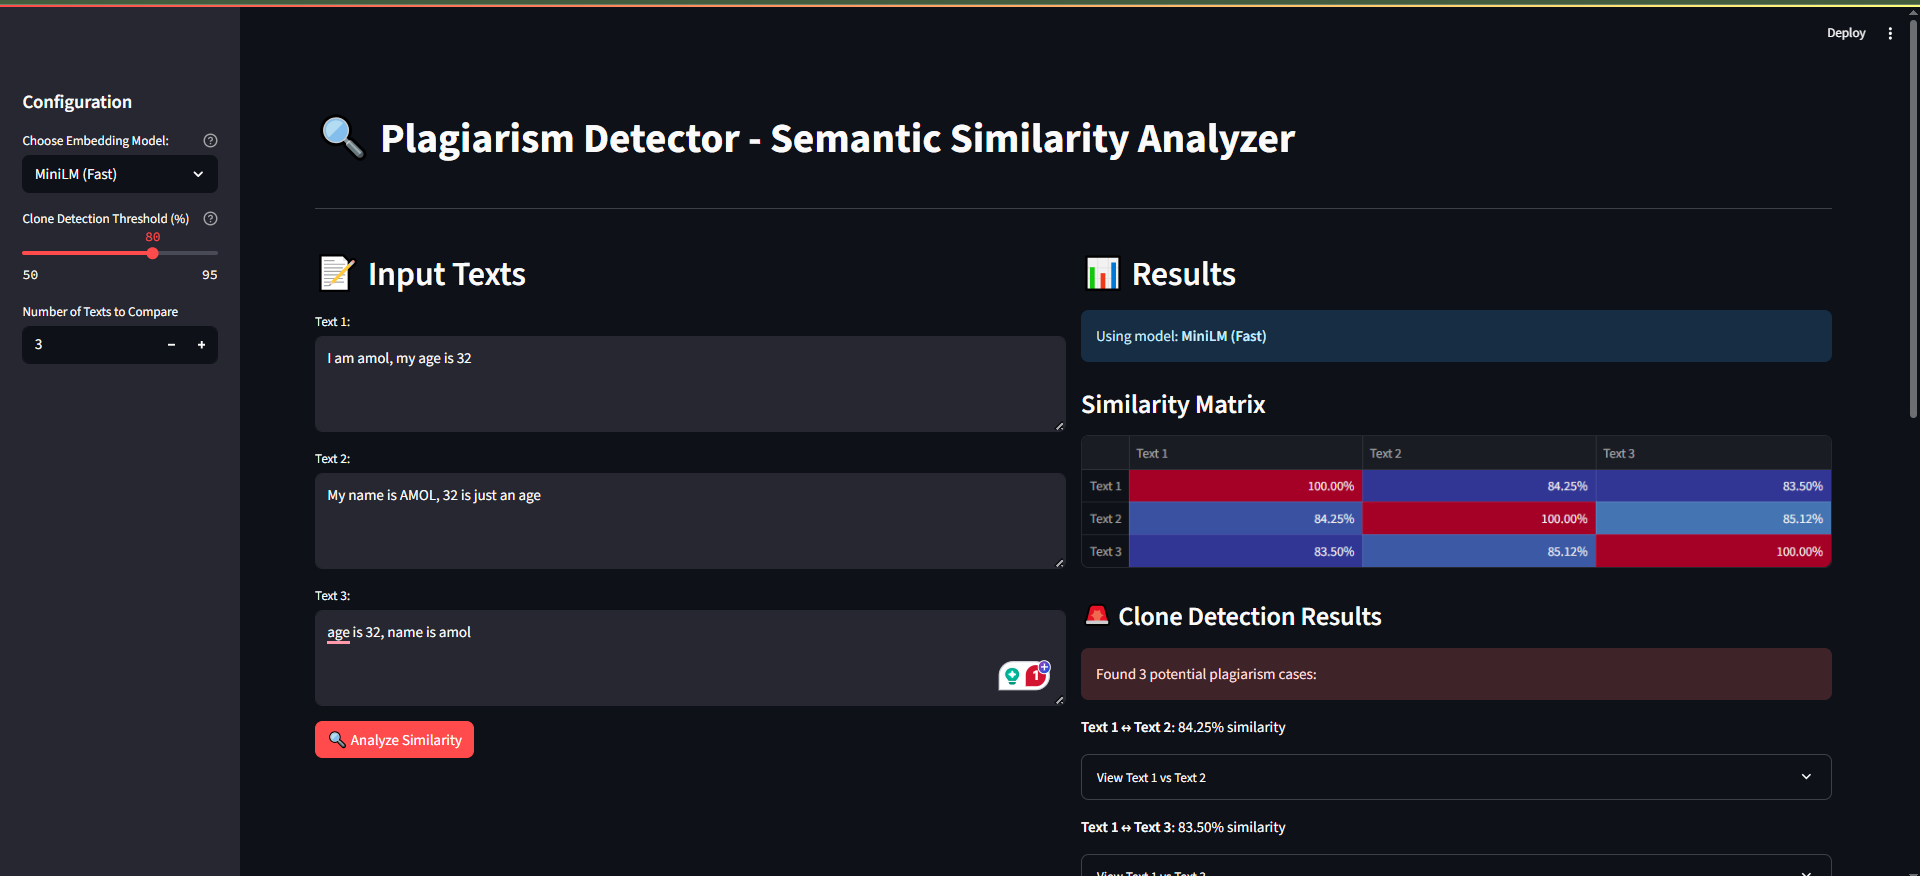 Deploy
Configuration
Choose Embedding Model:
MiniLM (Fast)
Clone Detection Threshold (%)
80
50 95
Number of Texts to Compare
3 - +
Plagiarism Detector - Semantic Similarity Analyzer
Input Texts
Text 1:
I am amol, my age is 32
Text 2:
My name is AMOL, 32 is just an age
Text 3:
age is 32, name is amol
1
Analyze Similarity
Results
Using model: MiniLM (Fast)
Similarity Matrix
Text 1 Text 2 Text 3
Text 1 100.00% 84.25% 83.50%
Text 2 84.25% 100.00% 85.12%
Text 3 83.50% 85.12% 100.00%
Clone Detection Results
Found 3 potential plagiarism cases:
Text 1 ↔ Text 2: 84.25% similarity
View Text 1 vs Text 2
Text 1 ↔ Text 3: 83.50% similarity